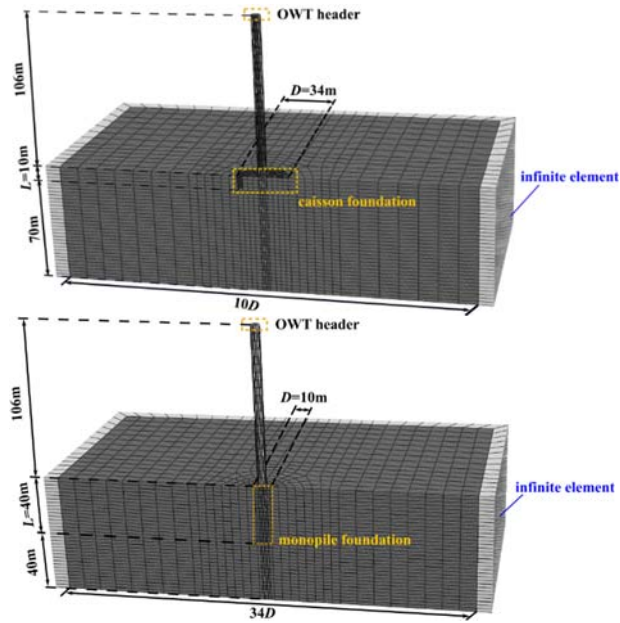 OWT header
106m
D=34m
L=10m
infinite element
caisson foundation
70m
10D
OWT header
106m
D=10m
infinite element
L=40m
monopile foundation
40m
34D